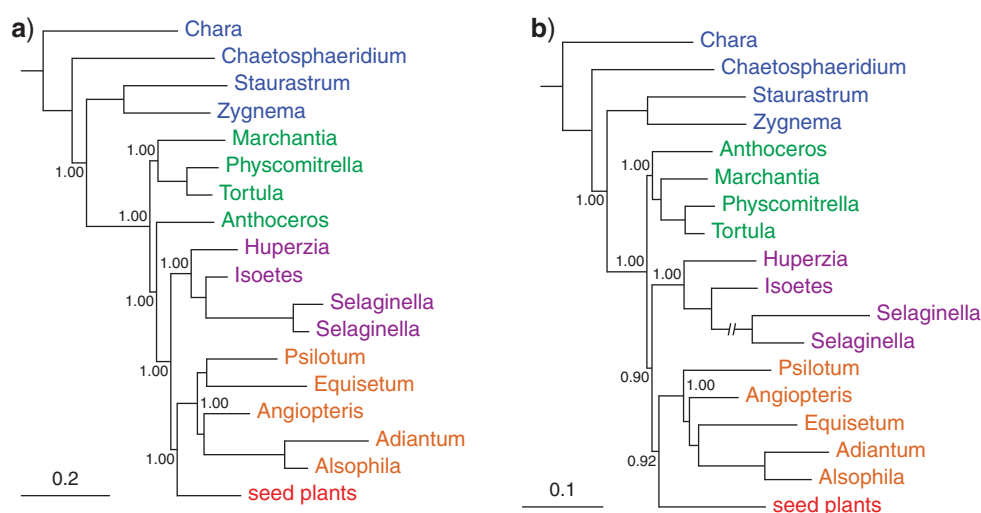 a)
Chara
Chaetosphaeridium
Staurastrum
Zygnema
1.00
Marchantia
1.00
Physcomitrella
Tortula
1.00
Anthoceros
Huperzia
1.00
Isoetes
1.00
Selaginella
Selaginella
Psilotum
1.00
Equisetum
1.00
Angiopteris
Adiantum
1.00
Alsophila
0.2
seed plants
b)
Chara
Chaetosphaeridium
Staurastrum
Zygnema
Anthoceros
1.00
Marchantia
1.00
Physcomitrella
Tortula
Huperzia
1.00
1.00
Isoetes
Selaginella
Selaginella
Psilotum
0.90
1.00
Angiopteris
Equisetum
Adiantum
0.92
Alsophila
0.1
seed plants